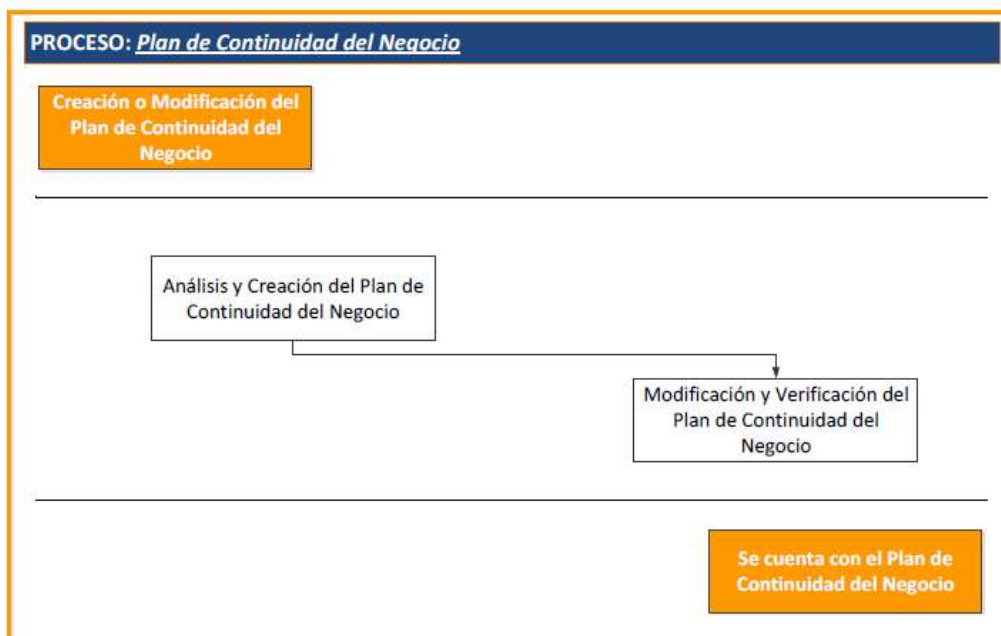 PROCESO: Plan de Continuidad del Negocio
Creación o Modificación del
Plan de Continuidad del
Negocio
Análisis y Creación del Plan de
Continuidad del Negocio
Modificación y Verificación del
Plan de Continuidad del
Negocio
Se cuenta con el Plan de
Continuidad del Negocio